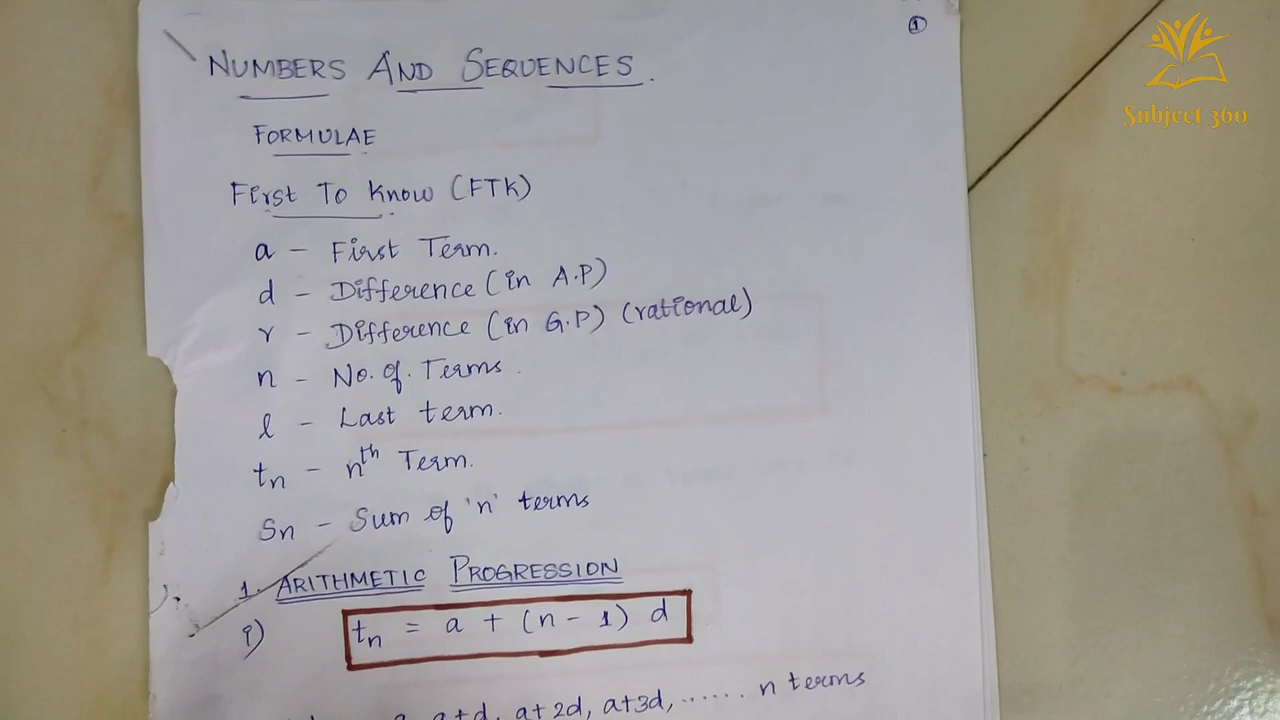 1
Subject 360
NUMBERS AND SEQUENCES.
FORMULAE
First To Know (FTK)
a - First Term.
d - Difference (in A.P)
r - Difference (in G.P) (rational)
n - No. of. Terms.
l - Last term.
tn - nth Term.
Sn - Sum of 'n' terms
1. ARITHMETIC PROGRESSION
i) tn = a + (n - 1) d
a+d, a+2d, a+3d, ...... n terms